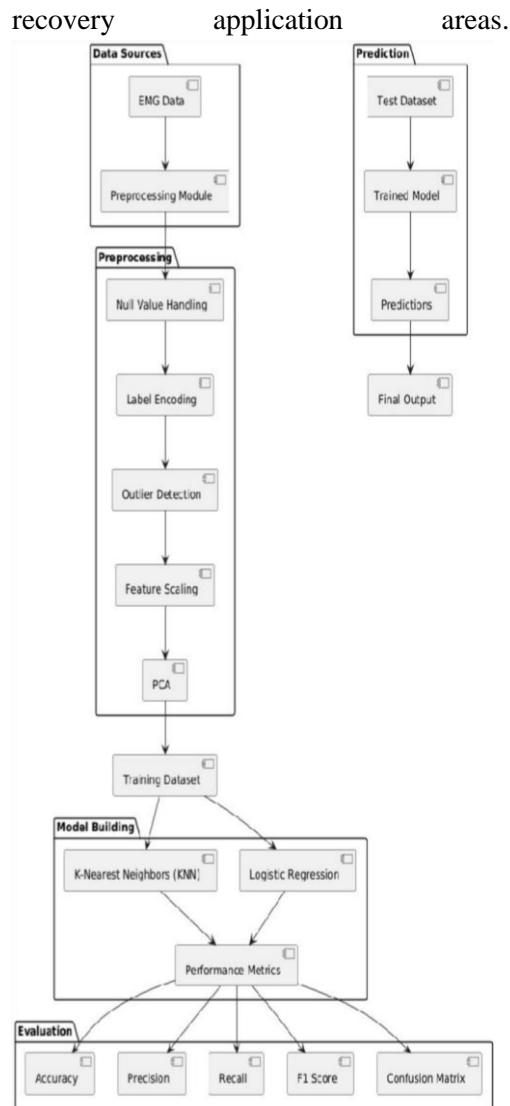 recovery application areas.
Data Sources
EMG Data
Preprocessing Module
Preprocessing
Null Value Handling
Label Encoding
Outlier Detection
Feature Scaling
PCA
Training Dataset
Model Building
K-Nearest Neighbors (KNN)
Logistic Regression
Performance Metrics
Evaluation
Accuracy
Precision
Recall
F1 Score
Confusion Matrix
Prediction
Test Dataset
Trained Model
Predictions
Final Output